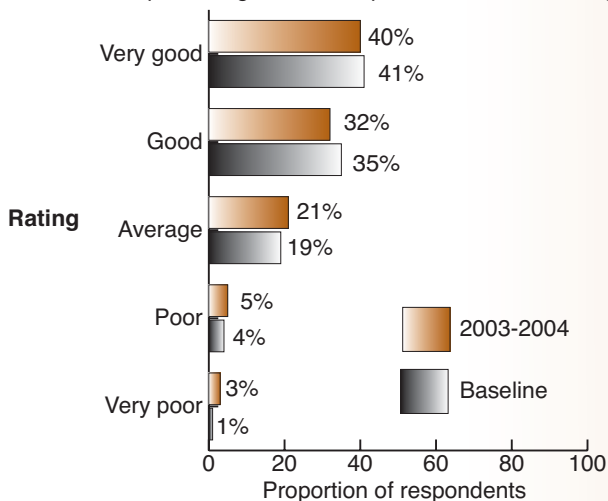 Very good
40%
41%
Good
32%
35%
Rating
Average
21%
19%
Poor
5%
4%
2003-2004
Very poor
3%
1%
Baseline
0 20 40 60 80 100
Proportion of respondents